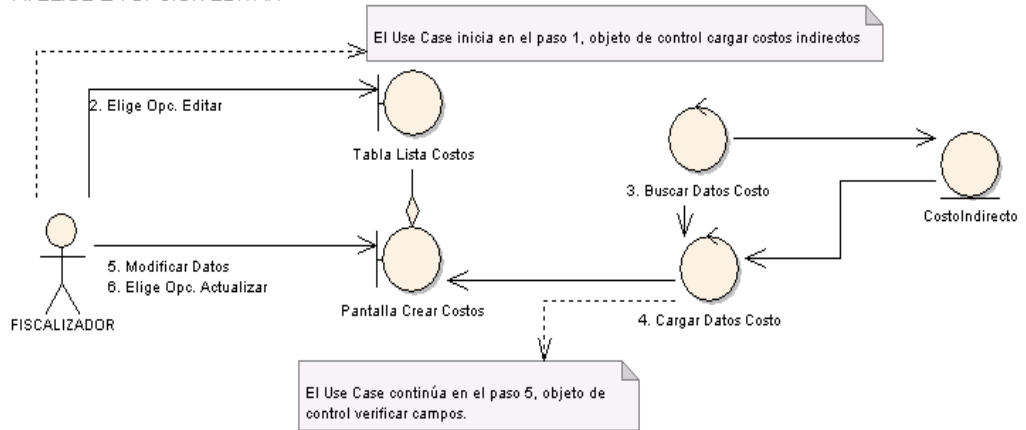 El Use Case inicia en el paso 1, objeto de control cargar costos indirectos
2. Elige Opc. Editar
Tabla Lista Costos
3. Buscar Datos Costo
CostoIndirecto
5. Modificar Datos
6. Elige Opc. Actualizar
FISCALIZADOR
Pantalla Crear Costos
4. Cargar Datos Costo
El Use Case continúa en el paso 5, objeto de
control verificar campos.